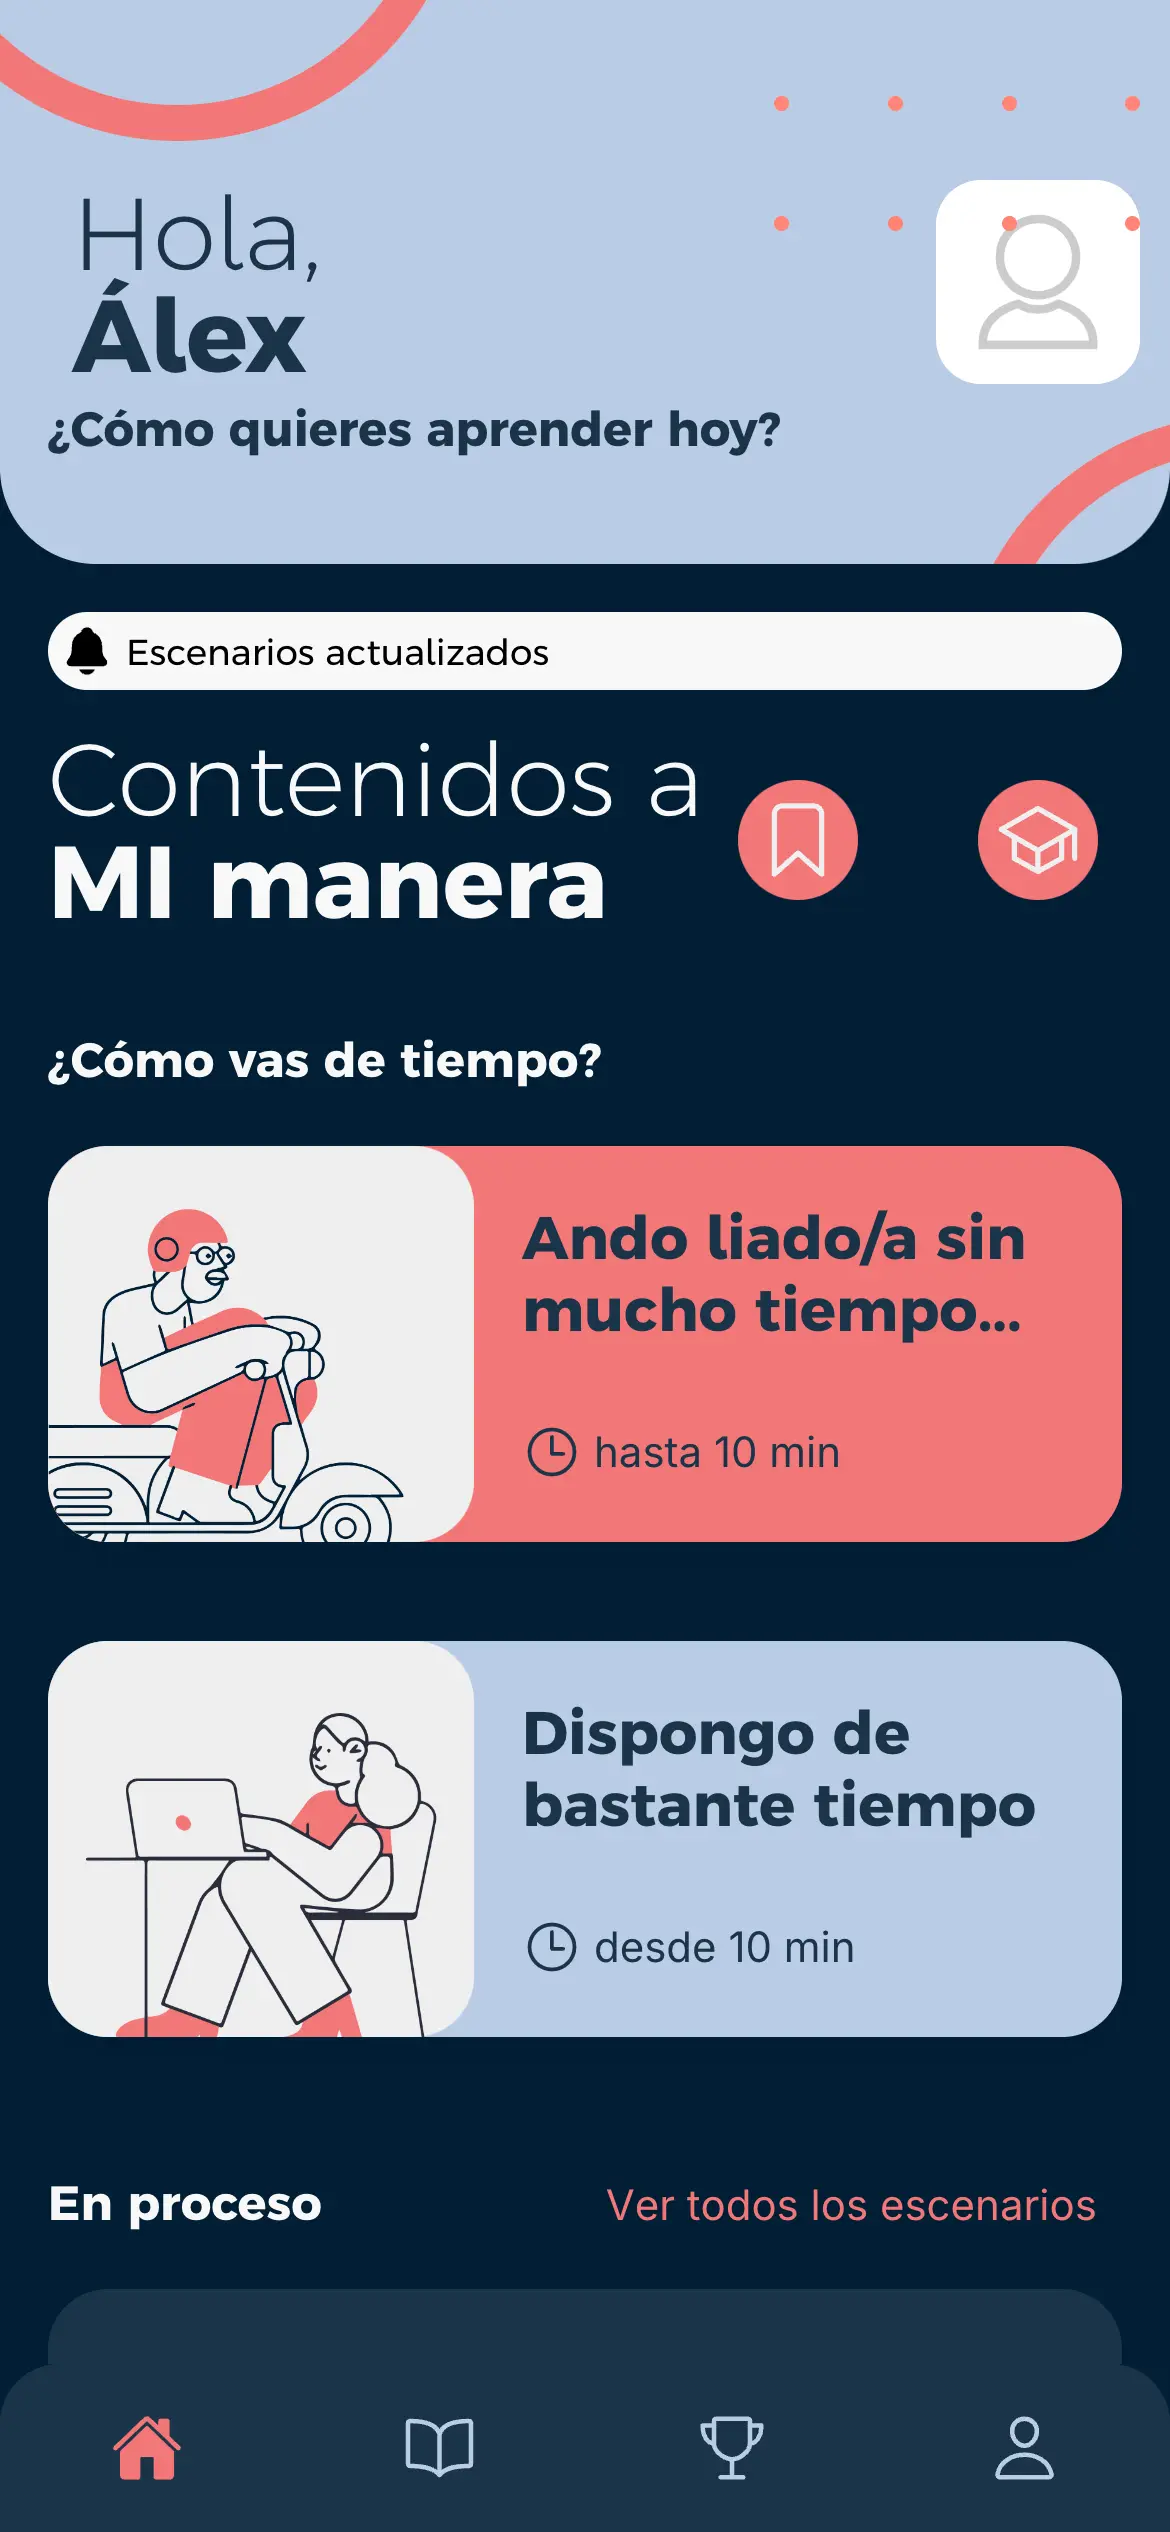 Hola,
Álex
¿Cómo quieres aprender hoy?
Escenarios actualizados
Contenidos a
MI manera
¿Cómo vas de tiempo?
Ando liado/a sin
mucho tiempo...
hasta 10 min
Dispongo de
bastante tiempo
desde 10 min
En proceso
Ver todos los escenarios